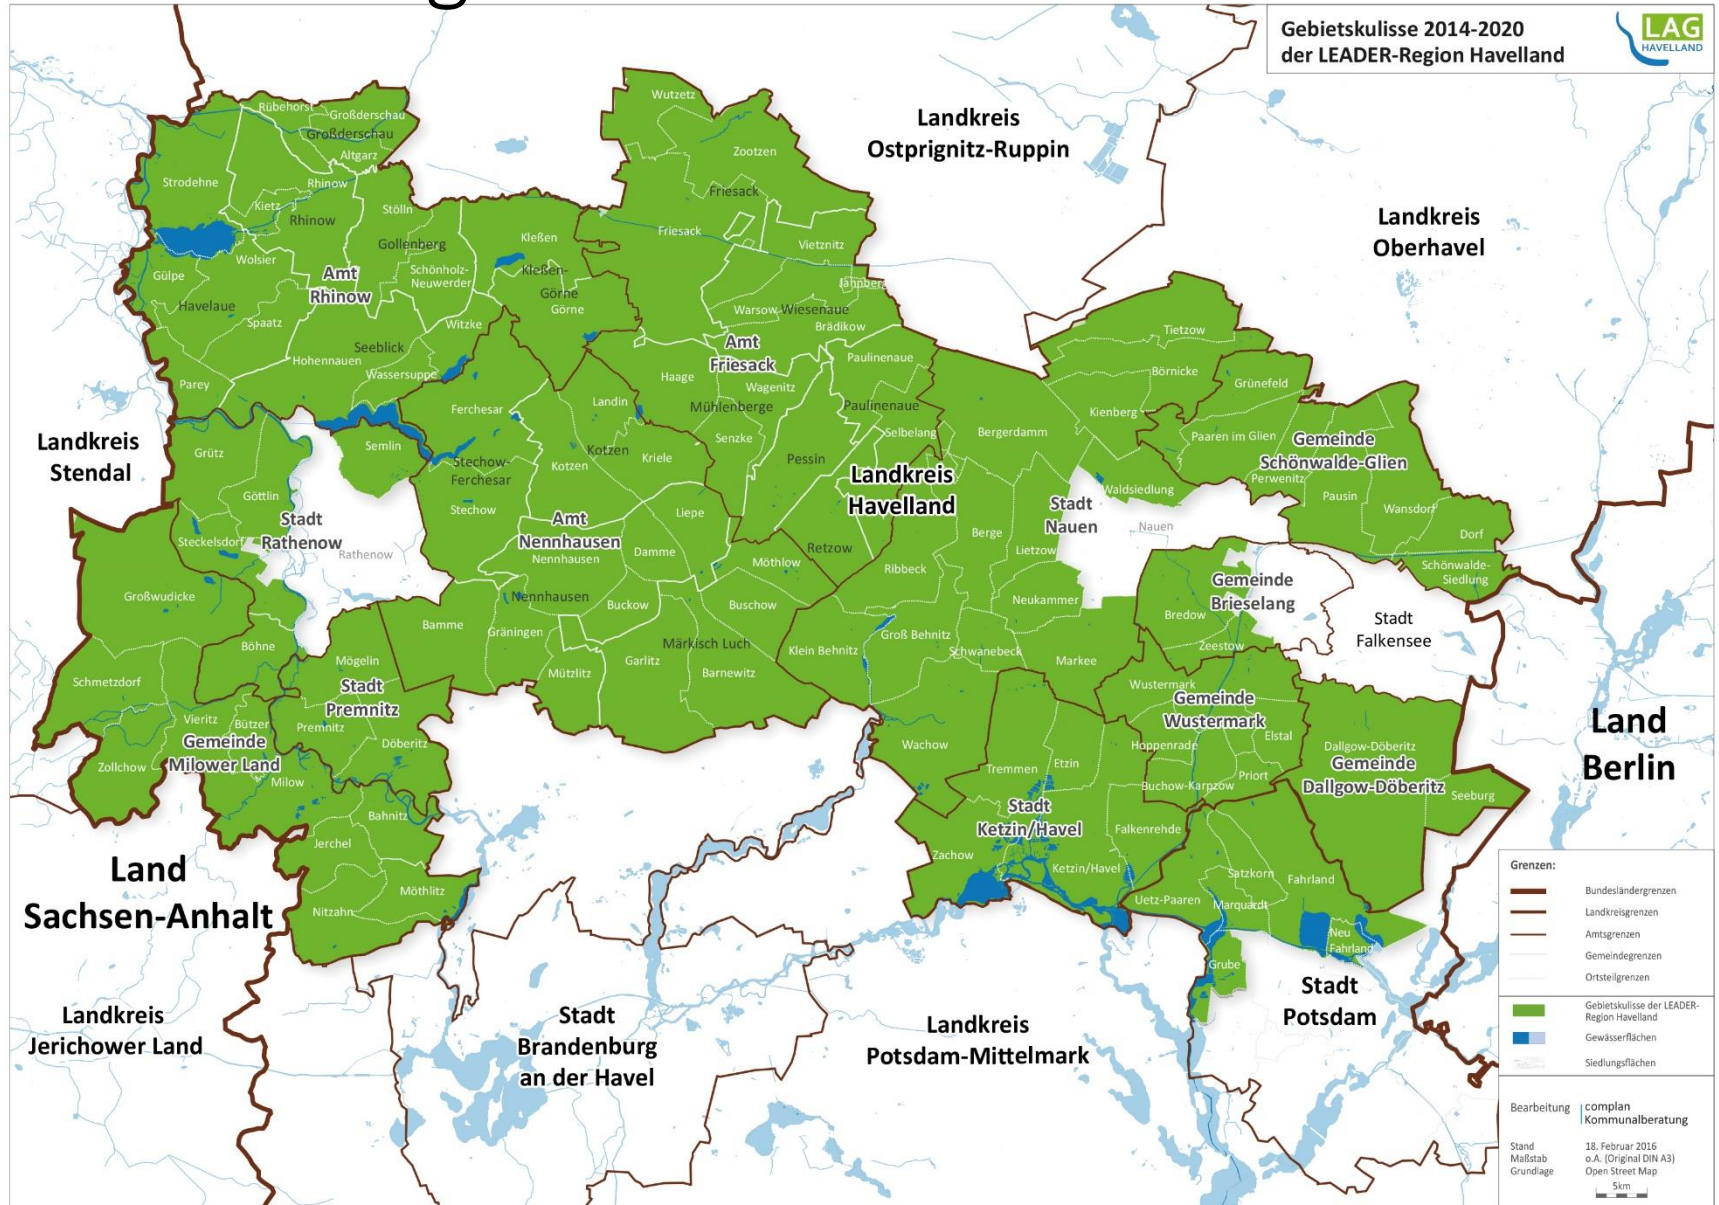 g
Gebietskulisse 2014-2020
der LEADER-Region Havelland
LAG
HAVELLAND
Landkreis
Ostprignitz-Ruppin
Landkreis
Oberhavel
Landkreis
Stendal
Land
Sachsen-Anhalt
Landkreis
Jerichower Land
Stadt
Brandenburg
an der Havel
Landkreis
Potsdam-Mittelmark
Stadt
Potsdam
Land
Berlin
Stadt
Falkensee
Landkreis
Havelland
Rübehorst
Großderschau
Großderschau
Altgarz
Strodehne
Rhinow
Kietz
Rhinow
Stölln
Gollenberg
Wolsier
Gülpe
Amt
Rhinow
Schönholz-
Neuwerder
Havelaue
Spaatz
Witzke
Seeblick
Hohennauen
Wassersuppe
Parey
Kleßen
Kleßen-
Görne
Görne
Wutzetz
Zootzen
Friesack
Friesack
Vietznitz
Jahnberge
Warsow
Wiesenaue
Brädikow
Amt
Friesack
Paulinenaue
Haage
Wagenitz
Mühlenberge
Paulinenaue
Senzke
Selbelang
Pessin
Retzow
Möthlow
Ferchesar
Landin
Semlin
Stechow-
Ferchesar
Kotzen
Kotzen
Kriele
Stechow
Amt
Nennhausen
Nennhausen
Liepe
Damme
Nennhausen
Buckow
Buschow
Bamme
Gräningen
Märkisch Luch
Mützlitz
Garlitz
Barnewitz
Grütz
Göttlin
Stadt
Rathenow
Rathenow
Steckelsdorf
Großwudicke
Böhne
Schmetzdorf
Mögelin
Stadt
Premnitz
Premnitz
Döberitz
Vieritz
Bützer
Gemeinde
Milower Land
Zollchow
Milow
Bahnitz
Jerchel
Möthlitz
Nitzahn
Tietzow
Börnicke
Grünefeld
Kienberg
Bergerdamm
Paaren im Glien
Gemeinde
Schönwalde-Glien
Perwenitz
Pausin
Wansdorf
Dorf
Schönwalde-
Siedlung
Waldsiedlung
Stadt
Nauen
Nauen
Berge
Lietzow
Ribbeck
Neukammer
Groß Behnitz
Klein Behnitz
Schwanebeck
Markee
Wachow
Gemeinde
Brieselang
Bredow
Zeestow
Wustermark
Gemeinde
Wustermark
Hoppenrade
Elstal
Buchow-Karpzow
Priort
Dallgow-Döberitz
Gemeinde
Dallgow-Döberitz
Seeburg
Tremmen
Etzin
Stadt
Ketzin/Havel
Falkenrehde
Zachow
Ketzin/Havel
Uetz-Paaren
Satzkorn
Fahrland
Marquardt
Neu
Fahrland
Grube
Grenzen:
Bundesländergrenzen
Landkreisgrenzen
Amtsgrenzen
Gemeindegrenzen
Ortsteilgrenzen
Gebietskulisse der LEADER-
Region Havelland
Gewässerflächen
Siedlungsflächen
Bearbeitung
complan
Kommunalberatung
Stand 18. Februar 2016
Maßstab o.A. (Original DIN A3)
Grundlage Open Street Map
5km